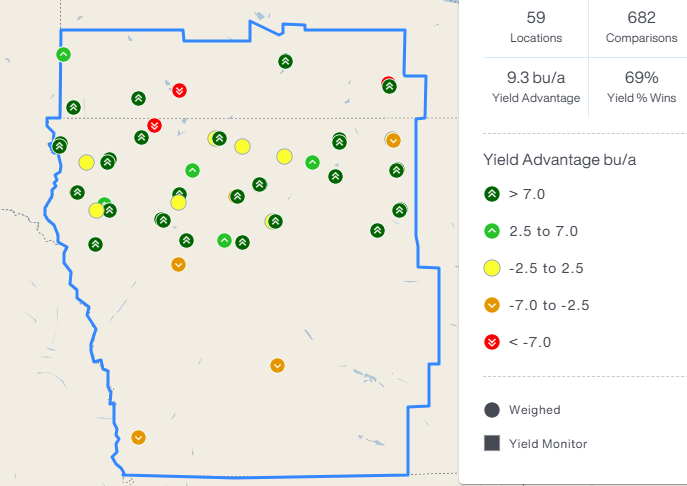 59
682
Locations
Comparisons
9.3 bu/a
69%
Yield Advantage
Yield % Wins
Yield Advantage bu/a
> 7.0
2.5 to 7.0
-2.5 to 2.5
-7.0 to -2.5
< -7.0
Weighed
Yield Monitor